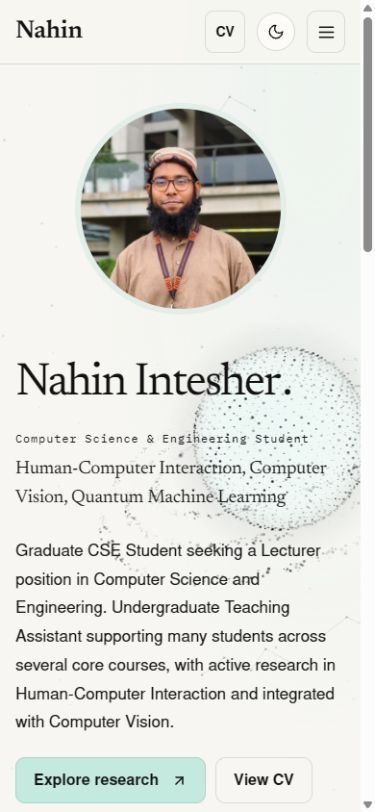 Nahin
CV
Nahin Intesher.
Computer Science & Engineering Student
Human-Computer Interaction, Computer
Vision, Quantum Machine Learning
Graduate CSE Student seeking a Lecturer
position in Computer Science and
Engineering. Undergraduate Teaching
Assistant supporting many students across
several core courses, with active research in
Human-Computer Interaction and integrated
with Computer Vision.
Explore research
View CV